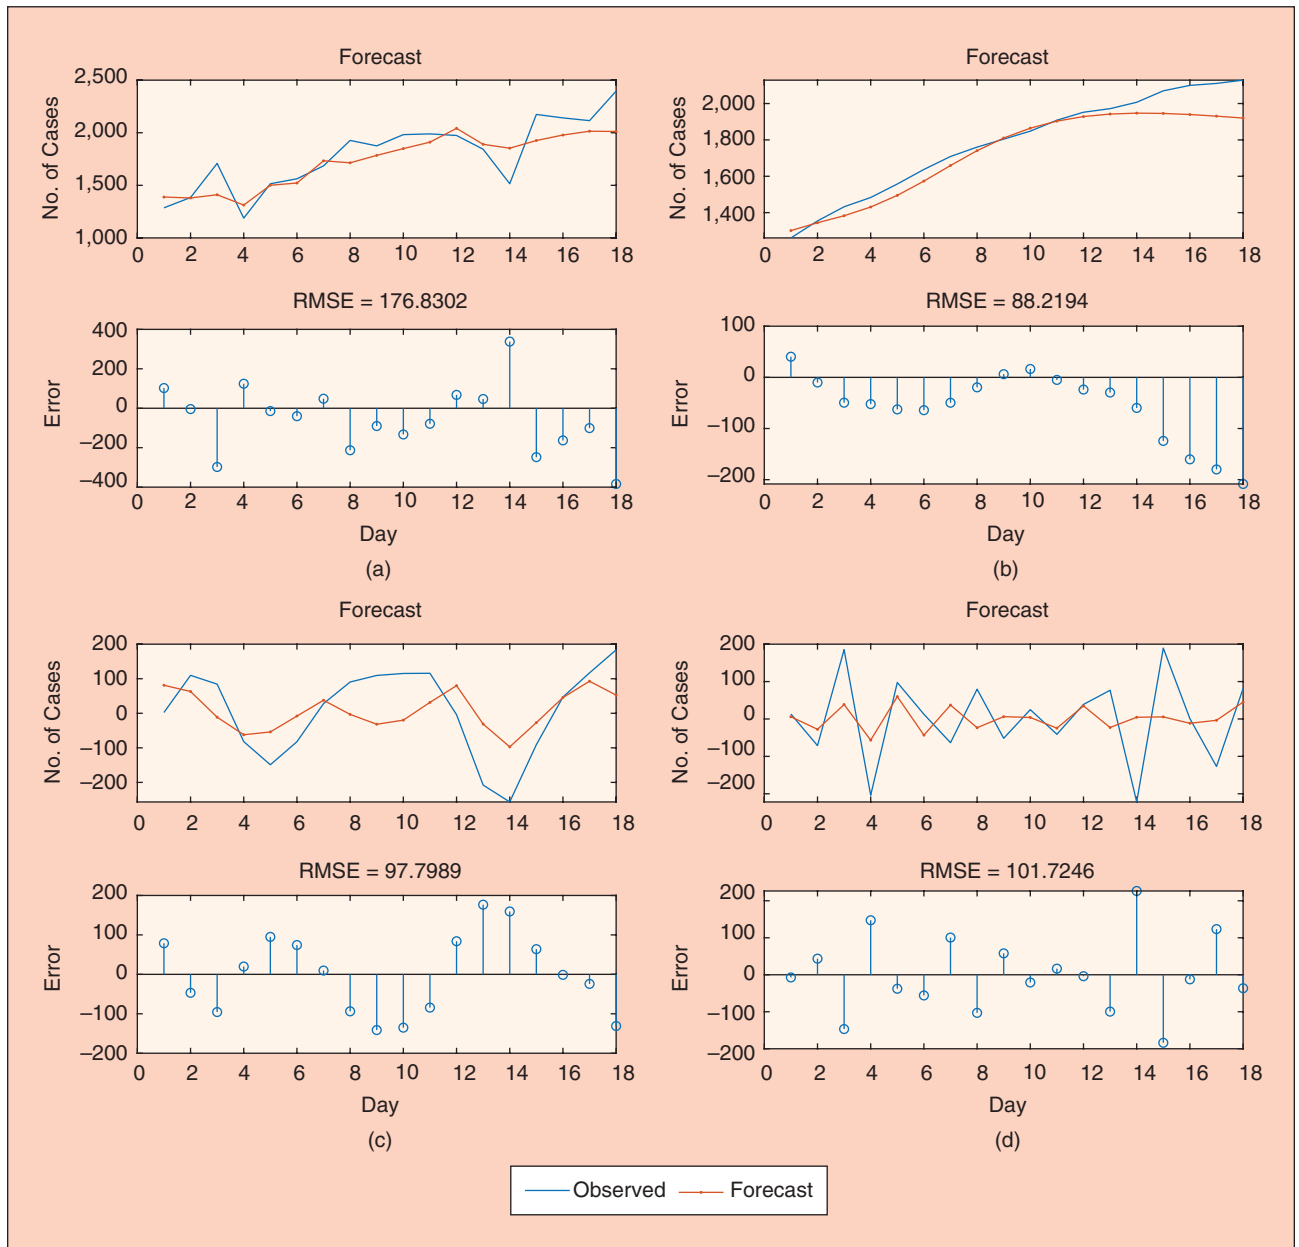 Forecast
No. of Cases
2,500
2,000
1,500
1,000
0 2 4 6 8 10 12 14 16 18
RMSE = 176.8302
Error
400
200
0
−200
−400
0 2 4 6 8 10 12 14 16 18
Day
(a)
Forecast
No. of Cases
2,000
1,800
1,600
1,400
0 2 4 6 8 10 12 14 16 18
RMSE = 88.2194
Error
100
0
−100
−200
0 2 4 6 8 10 12 14 16 18
Day
(b)
Forecast
No. of Cases
200
100
0
−100
−200
0 2 4 6 8 10 12 14 16 18
RMSE = 97.7989
Error
200
100
0
−100
−200
0 2 4 6 8 10 12 14 16 18
Day
(c)
Forecast
No. of Cases
200
100
0
−100
−200
0 2 4 6 8 10 12 14 16 18
RMSE = 101.7246
Error
200
100
0
−100
−200
0 2 4 6 8 10 12 14 16 18
Day
(d)
Observed Forecast